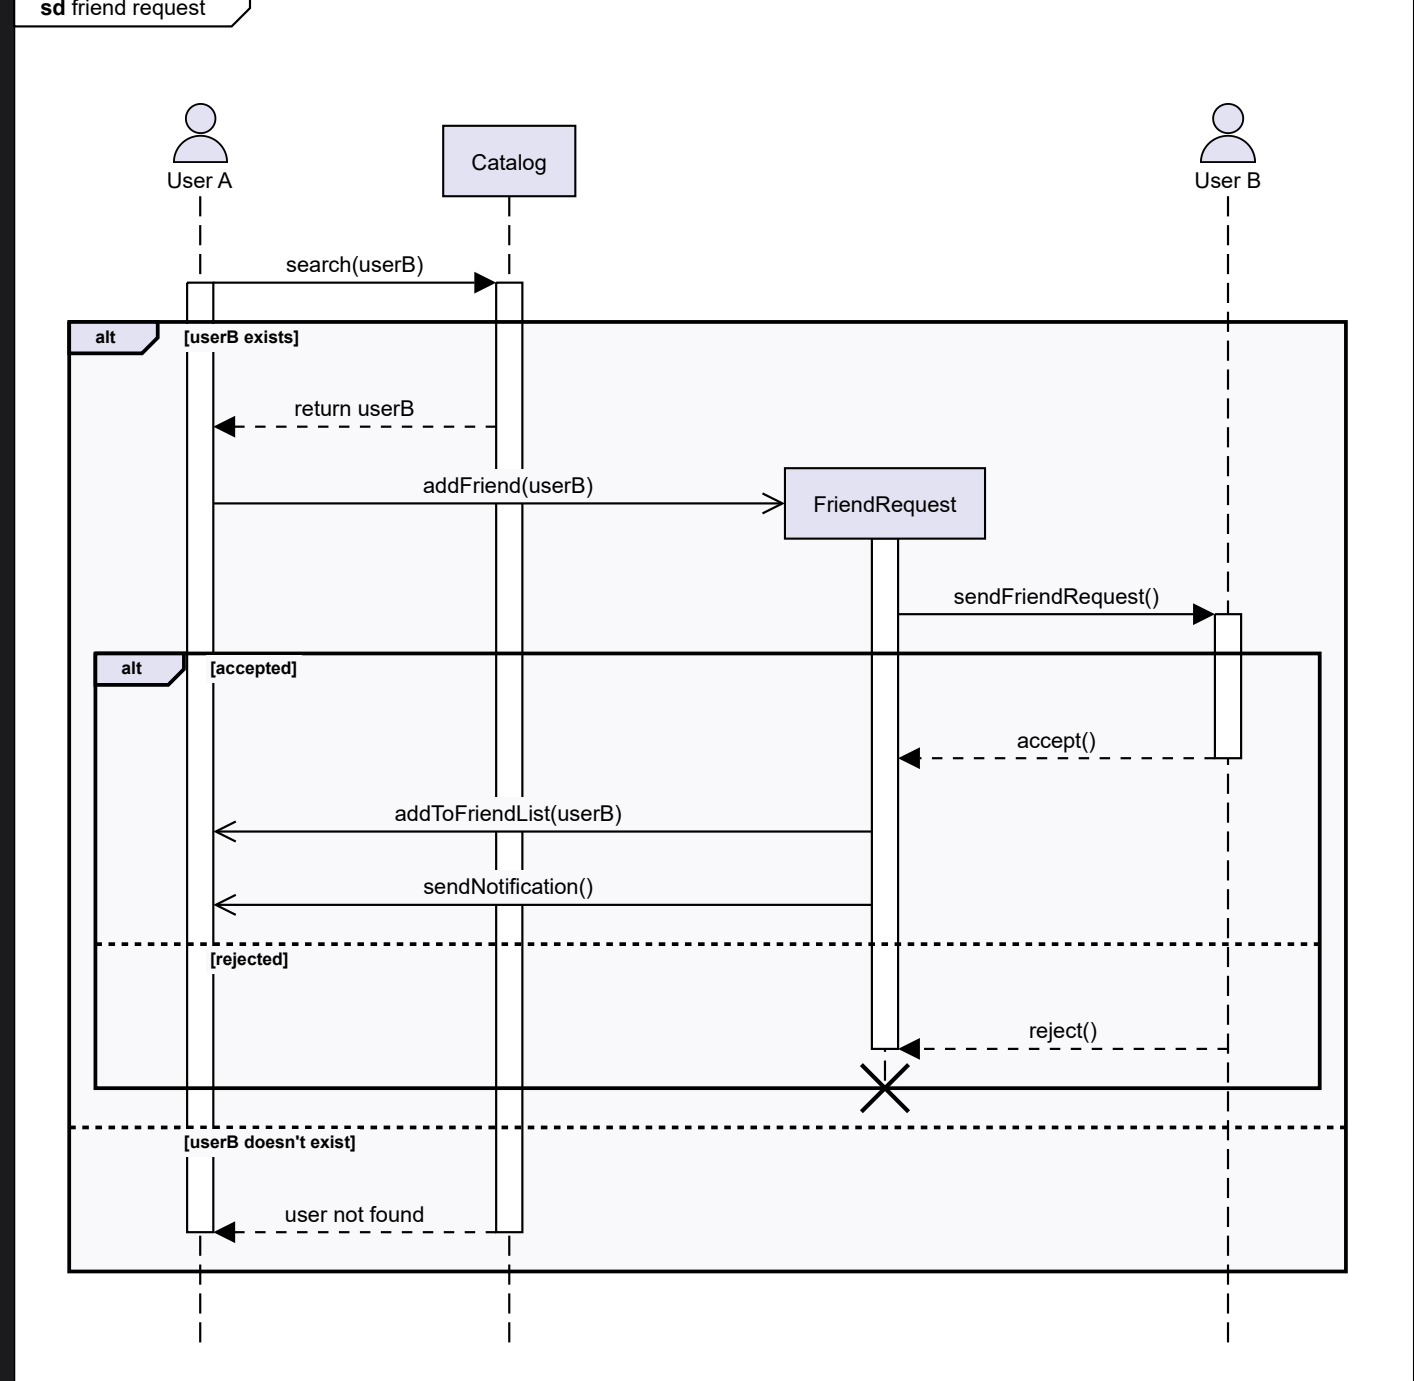 sd friend request
User A
Catalog
User B
search(userB)
alt [userB exists]
return userB
addFriend(userB)
FriendRequest
sendFriendRequest()
alt [accepted]
accept()
addToFriendList(userB)
sendNotification()
[rejected]
reject()
[userB doesn't exist]
user not found